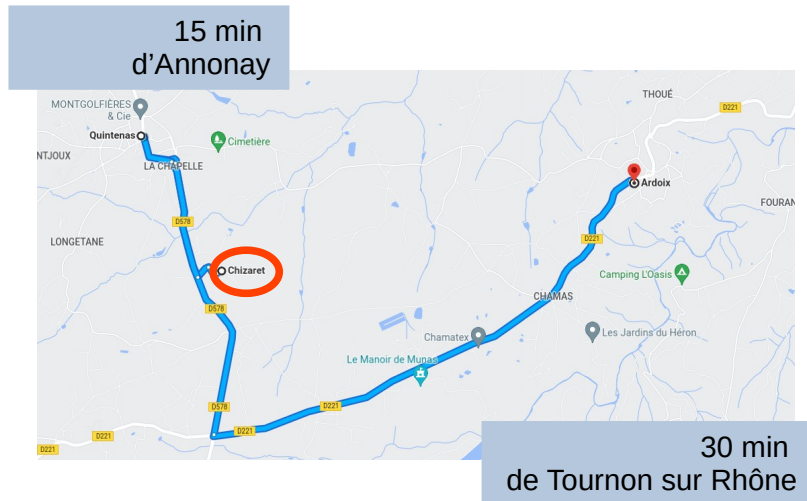 15 min
d'Annonay
THOUÉ
D221
MONTGOLFIÈRES
& Cie
Quintenas
Cimetière
NTJOUX
LA CHAPELLE
Ardoix
FOURAN
D578
LONGETANE
D221
Chizaret
Camping L'Oasis
CHAMAS
D578
Chamatex
Les Jardins du Héron
Le Manoir de Munas
D578
D221
D221
D221
D221
30 min
de Tournon sur Rhône